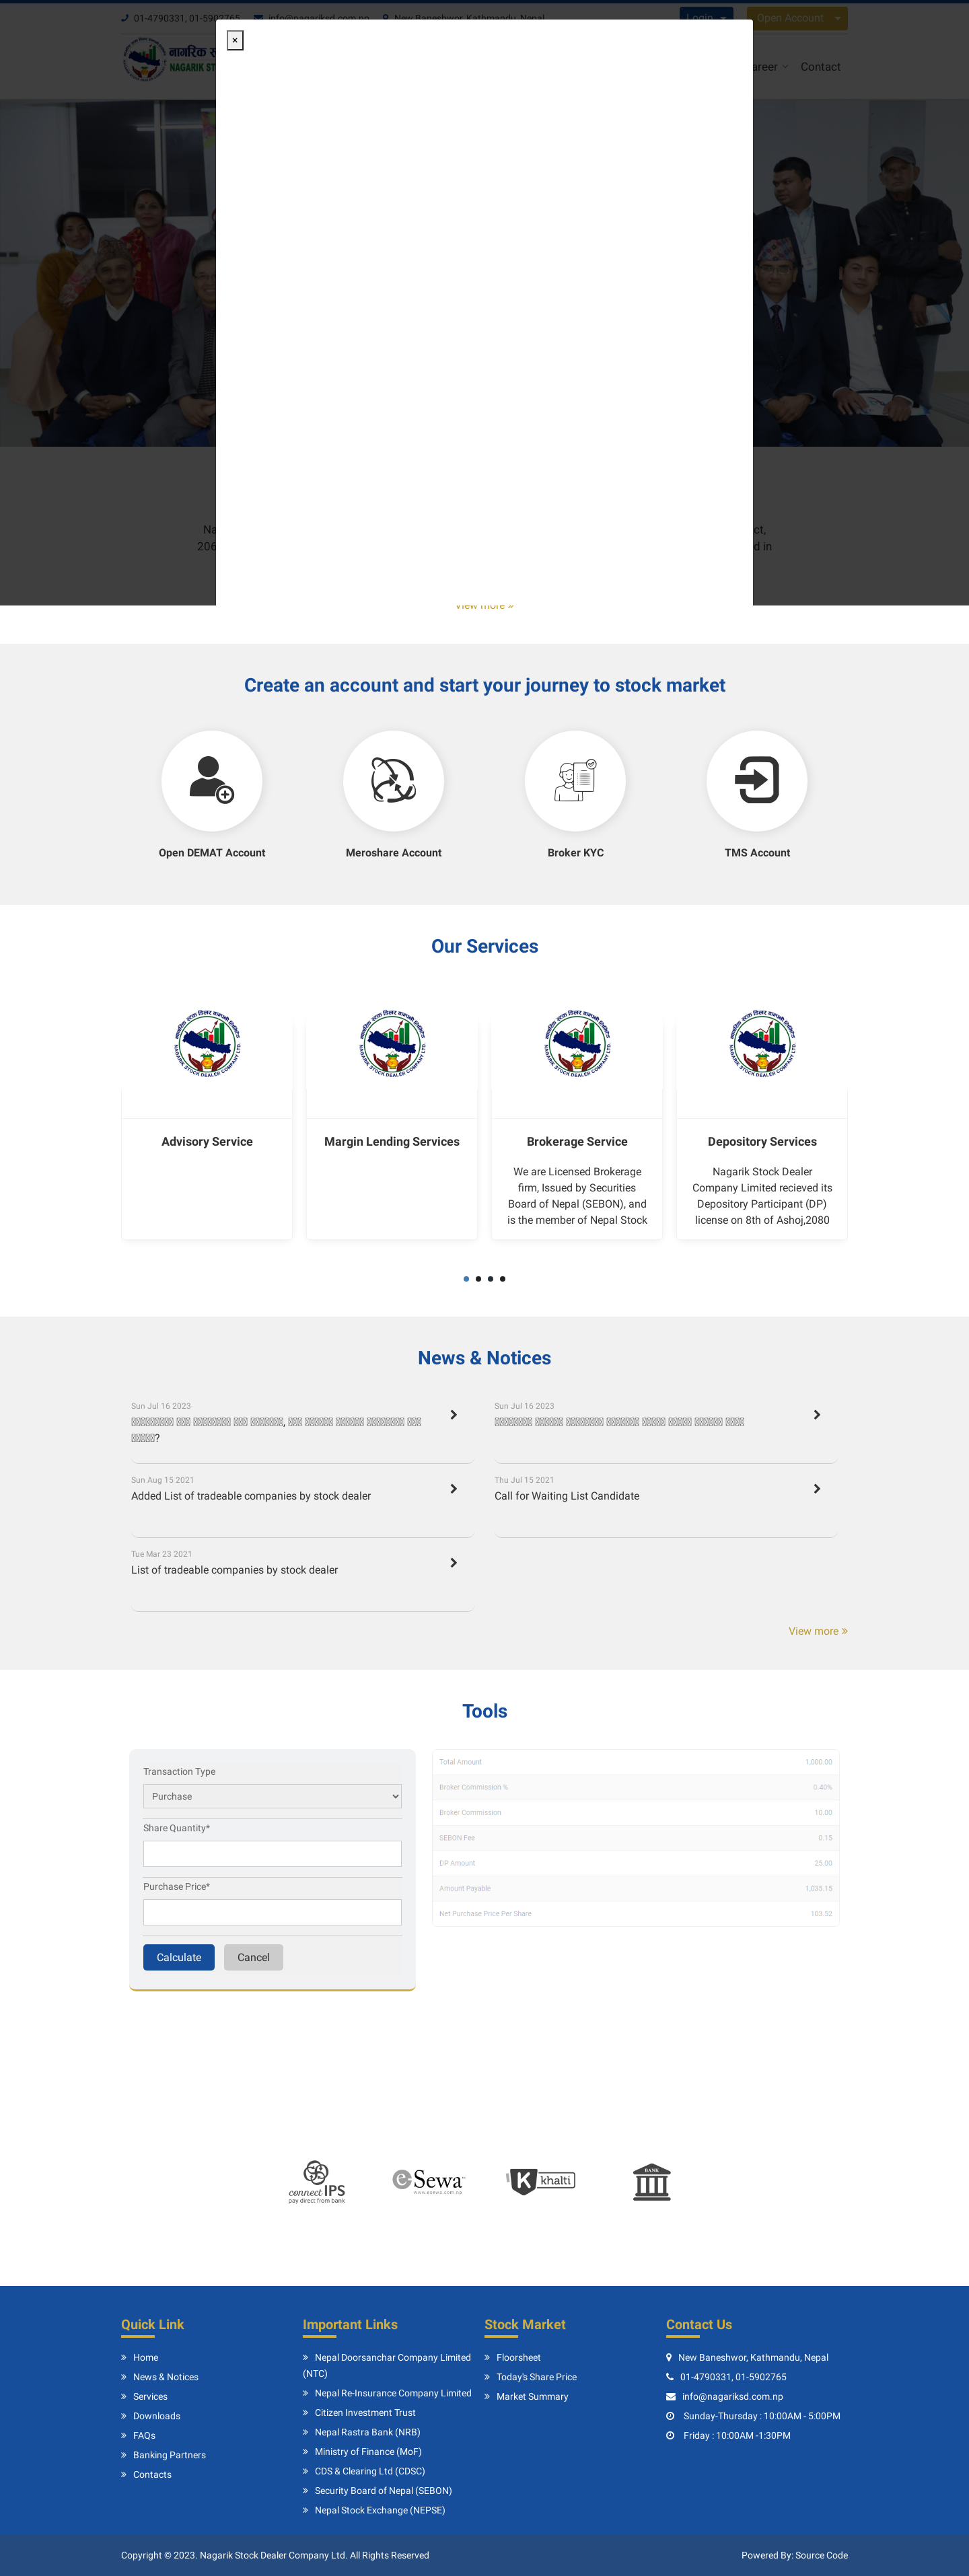 01-4790331, 01-5902765 info@nagariksd.com.np New Baneshwor, Kathmandu, Nepal Login Open Account
×
नागरिक
NAGARIK
Contact
View more »
Create an account and start your journey to stock market
Open DEMAT Account Meroshare Account Broker KYC TMS Account
Our Services
Advisory Service
Margin Lending Services
Brokerage Service
We are Licensed Brokerage
firm, Issued by Securities
Board of Nepal (SEBON), and
is the member of Nepal Stock
Depository Services
Nagarik Stock Dealer
Company Limited recieved its
Depository Participant (DP)
license on 8th of Ashoj,2080
News & Notices
Sun Jul 16 2023
Sun Jul 16 2023
Sun Aug 15 2021
Added List of tradeable companies by stock dealer
Thu Jul 15 2021
Call for Waiting List Candidate
Tue Mar 23 2021
List of tradeable companies by stock dealer
View more »
Tools
Transaction Type
Purchase
Share Quantity*
Purchase Price*
Calculate Cancel
Total Amount 1,000.00
Broker Commission % 0.40%
Broker Commission 10.00
SEBON Fee 0.15
DP Amount 25.00
Amount Payable 1,035.15
Net Purchase Price Per Share 103.52
connect IPS
pay direct from bank
eSewa
www.esewa.com.np
K khalti
BANK
Quick Link
» Home
» News & Notices
» Services
» Downloads
» FAQs
» Banking Partners
» Contacts
Important Links
» Nepal Doorsanchar Company Limited
(NTC)
» Nepal Re-Insurance Company Limited
» Citizen Investment Trust
» Nepal Rastra Bank (NRB)
» Ministry of Finance (MoF)
» CDS & Clearing Ltd (CDSC)
» Security Board of Nepal (SEBON)
» Nepal Stock Exchange (NEPSE)
Stock Market
» Floorsheet
» Today's Share Price
» Market Summary
Contact Us
New Baneshwor, Kathmandu, Nepal
01-4790331, 01-5902765
info@nagariksd.com.np
Sunday-Thursday : 10:00AM - 5:00PM
Friday : 10:00AM -1:30PM
Copyright © 2023. Nagarik Stock Dealer Company Ltd. All Rights Reserved
Powered By: Source Code